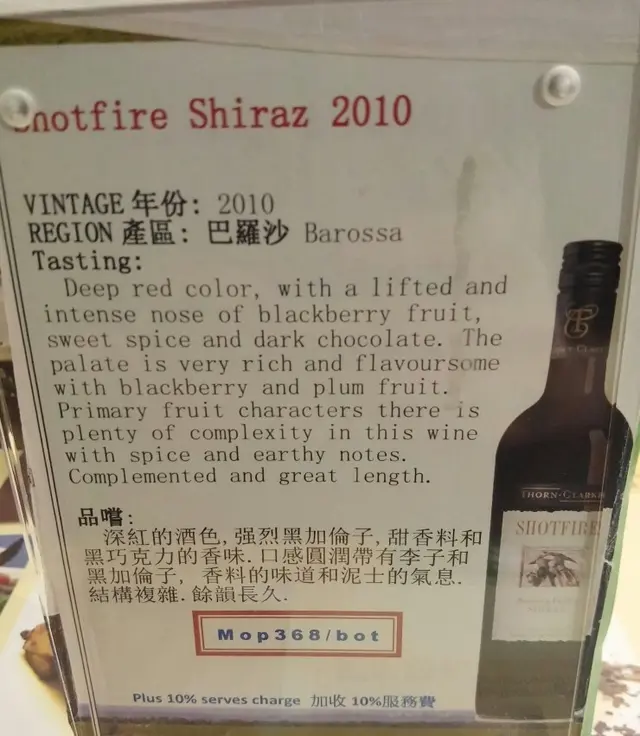 Shotfire Shiraz 2010
VINTAGE 年份: 2010
REGION 產區: 巴羅沙 Barossa
Tasting:
Deep red color, with a lifted and
intense nose of blackberry fruit,
sweet spice and dark chocolate. The
palate is very rich and flavoursome
with blackberry and plum fruit.
Primary fruit characters there is
plenty of complexity in this wine
with spice and earthy notes.
Complemented and great length.
品嚐:
深紅的酒色, 强烈黑加倫子, 甜香料和
黑巧克力的香味. 口感圓潤帶有李子和
黑加倫子, 香料的味道和泥士的氣息.
結構複雜. 餘韻長久.
Mop368/bot
Plus 10% serves charge 加收 10%服務費
THORN-CLARKE
SHOTFIRE